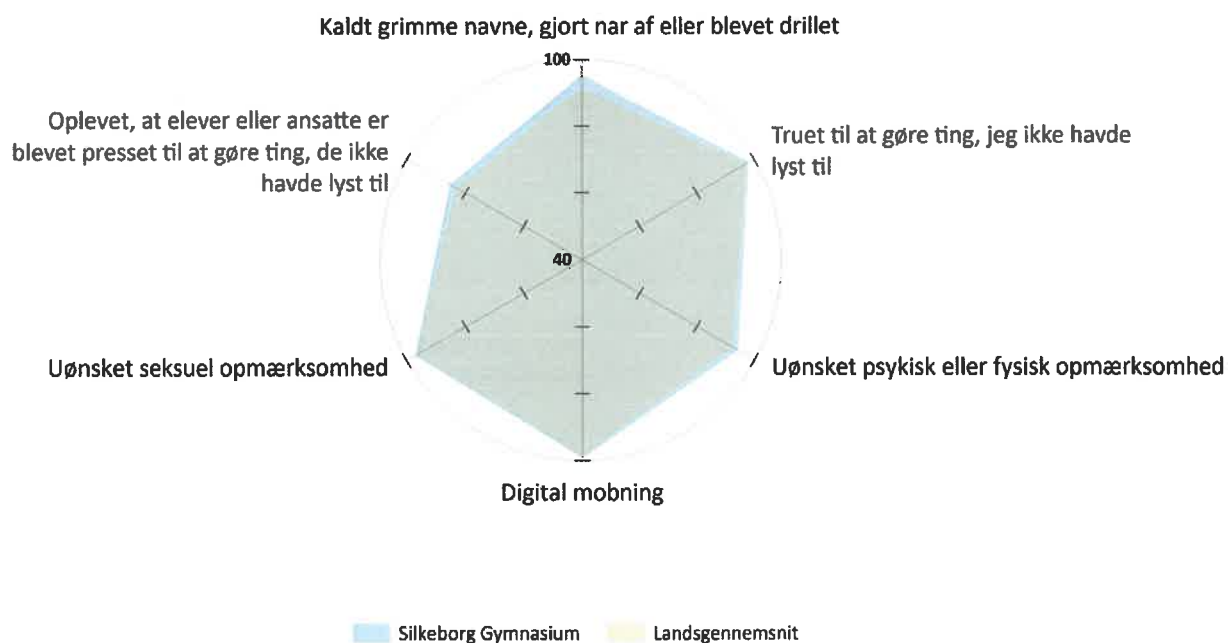 Kaldt grimme navne, gjort nar af eller blevet drillet
100
Oplevet, at elever eller ansatte er
blevet presset til at gøre ting, de ikke
havde lyst til
Truet til at gøre ting, jeg ikke havde
lyst til
40
Uønsket seksuel opmærksomhed
Uønsket psykisk eller fysisk opmærksomhed
Digital mobning
Silkeborg Gymnasium
Landsgennemsnit